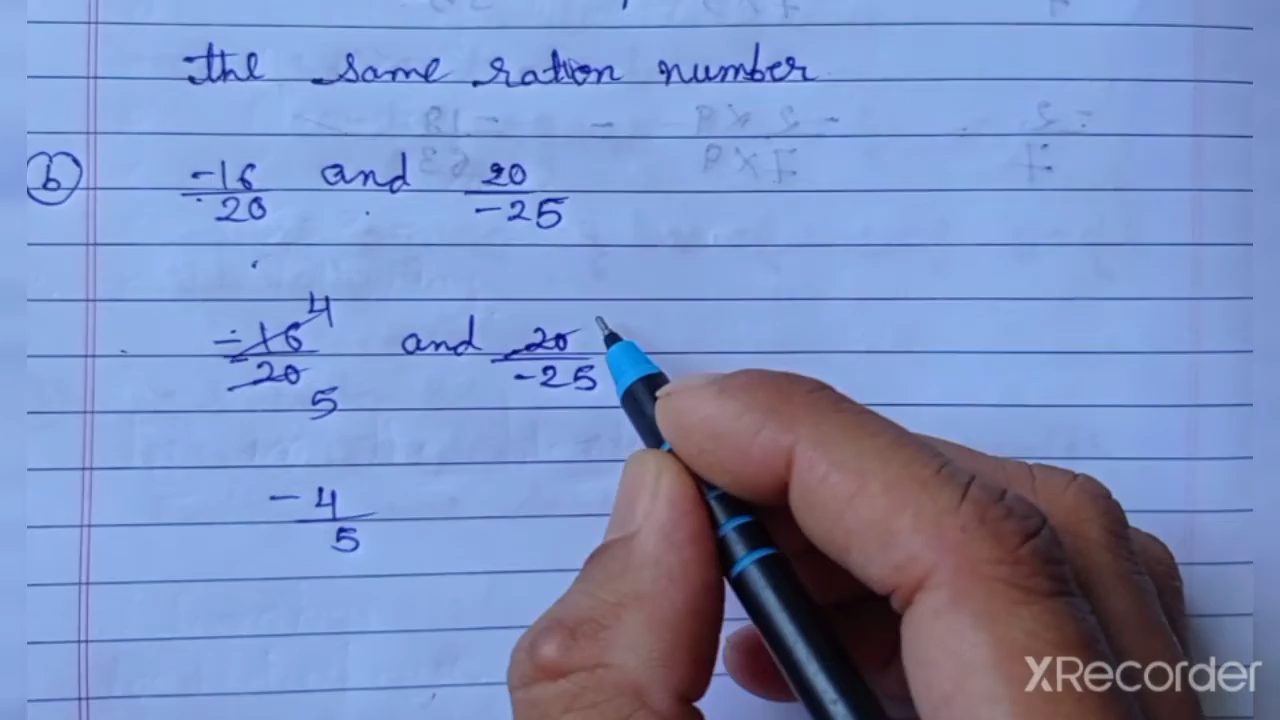 the same ration number
b -16/20 and 20/-25
-16/20 4 5 and 20/-25
-4/5
XRecorder